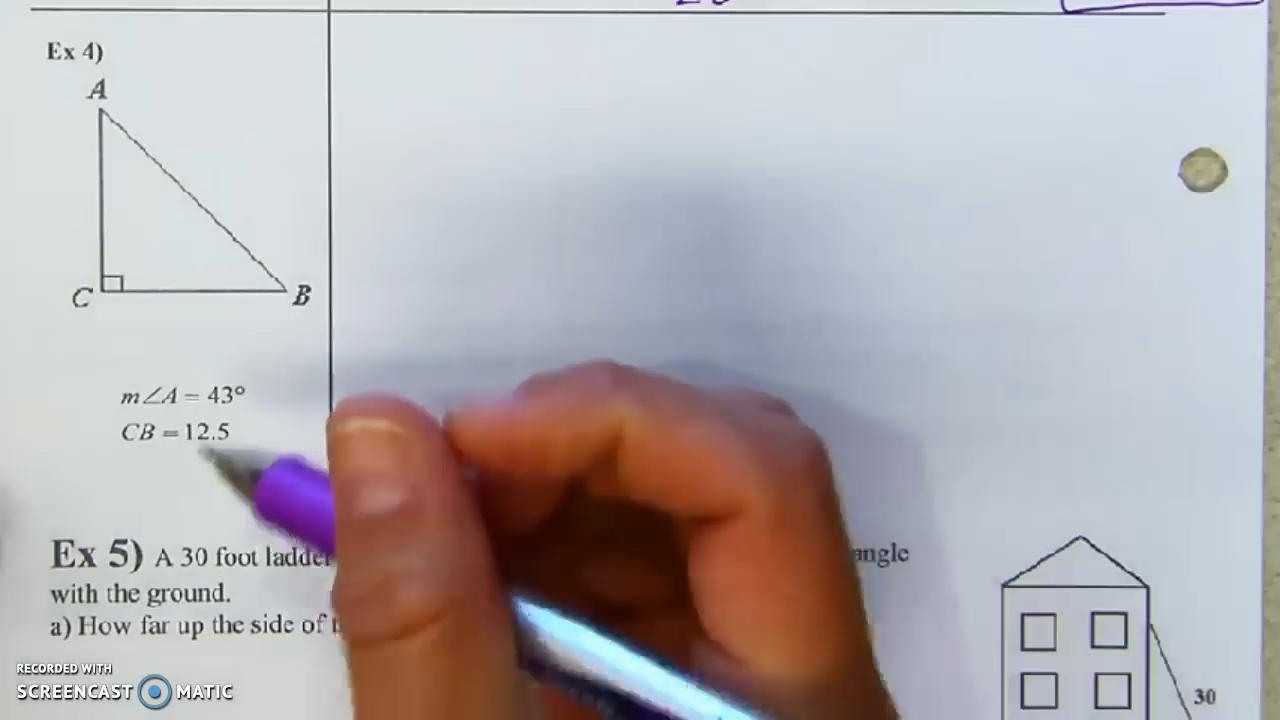 Ex 4)
A
C
B
m∠A = 43°
CB = 12.5
Ex 5) A 30 foot ladder angle
with the ground.
a) How far up the side of
30
RECORDED WITH
SCREENCAST MATIC